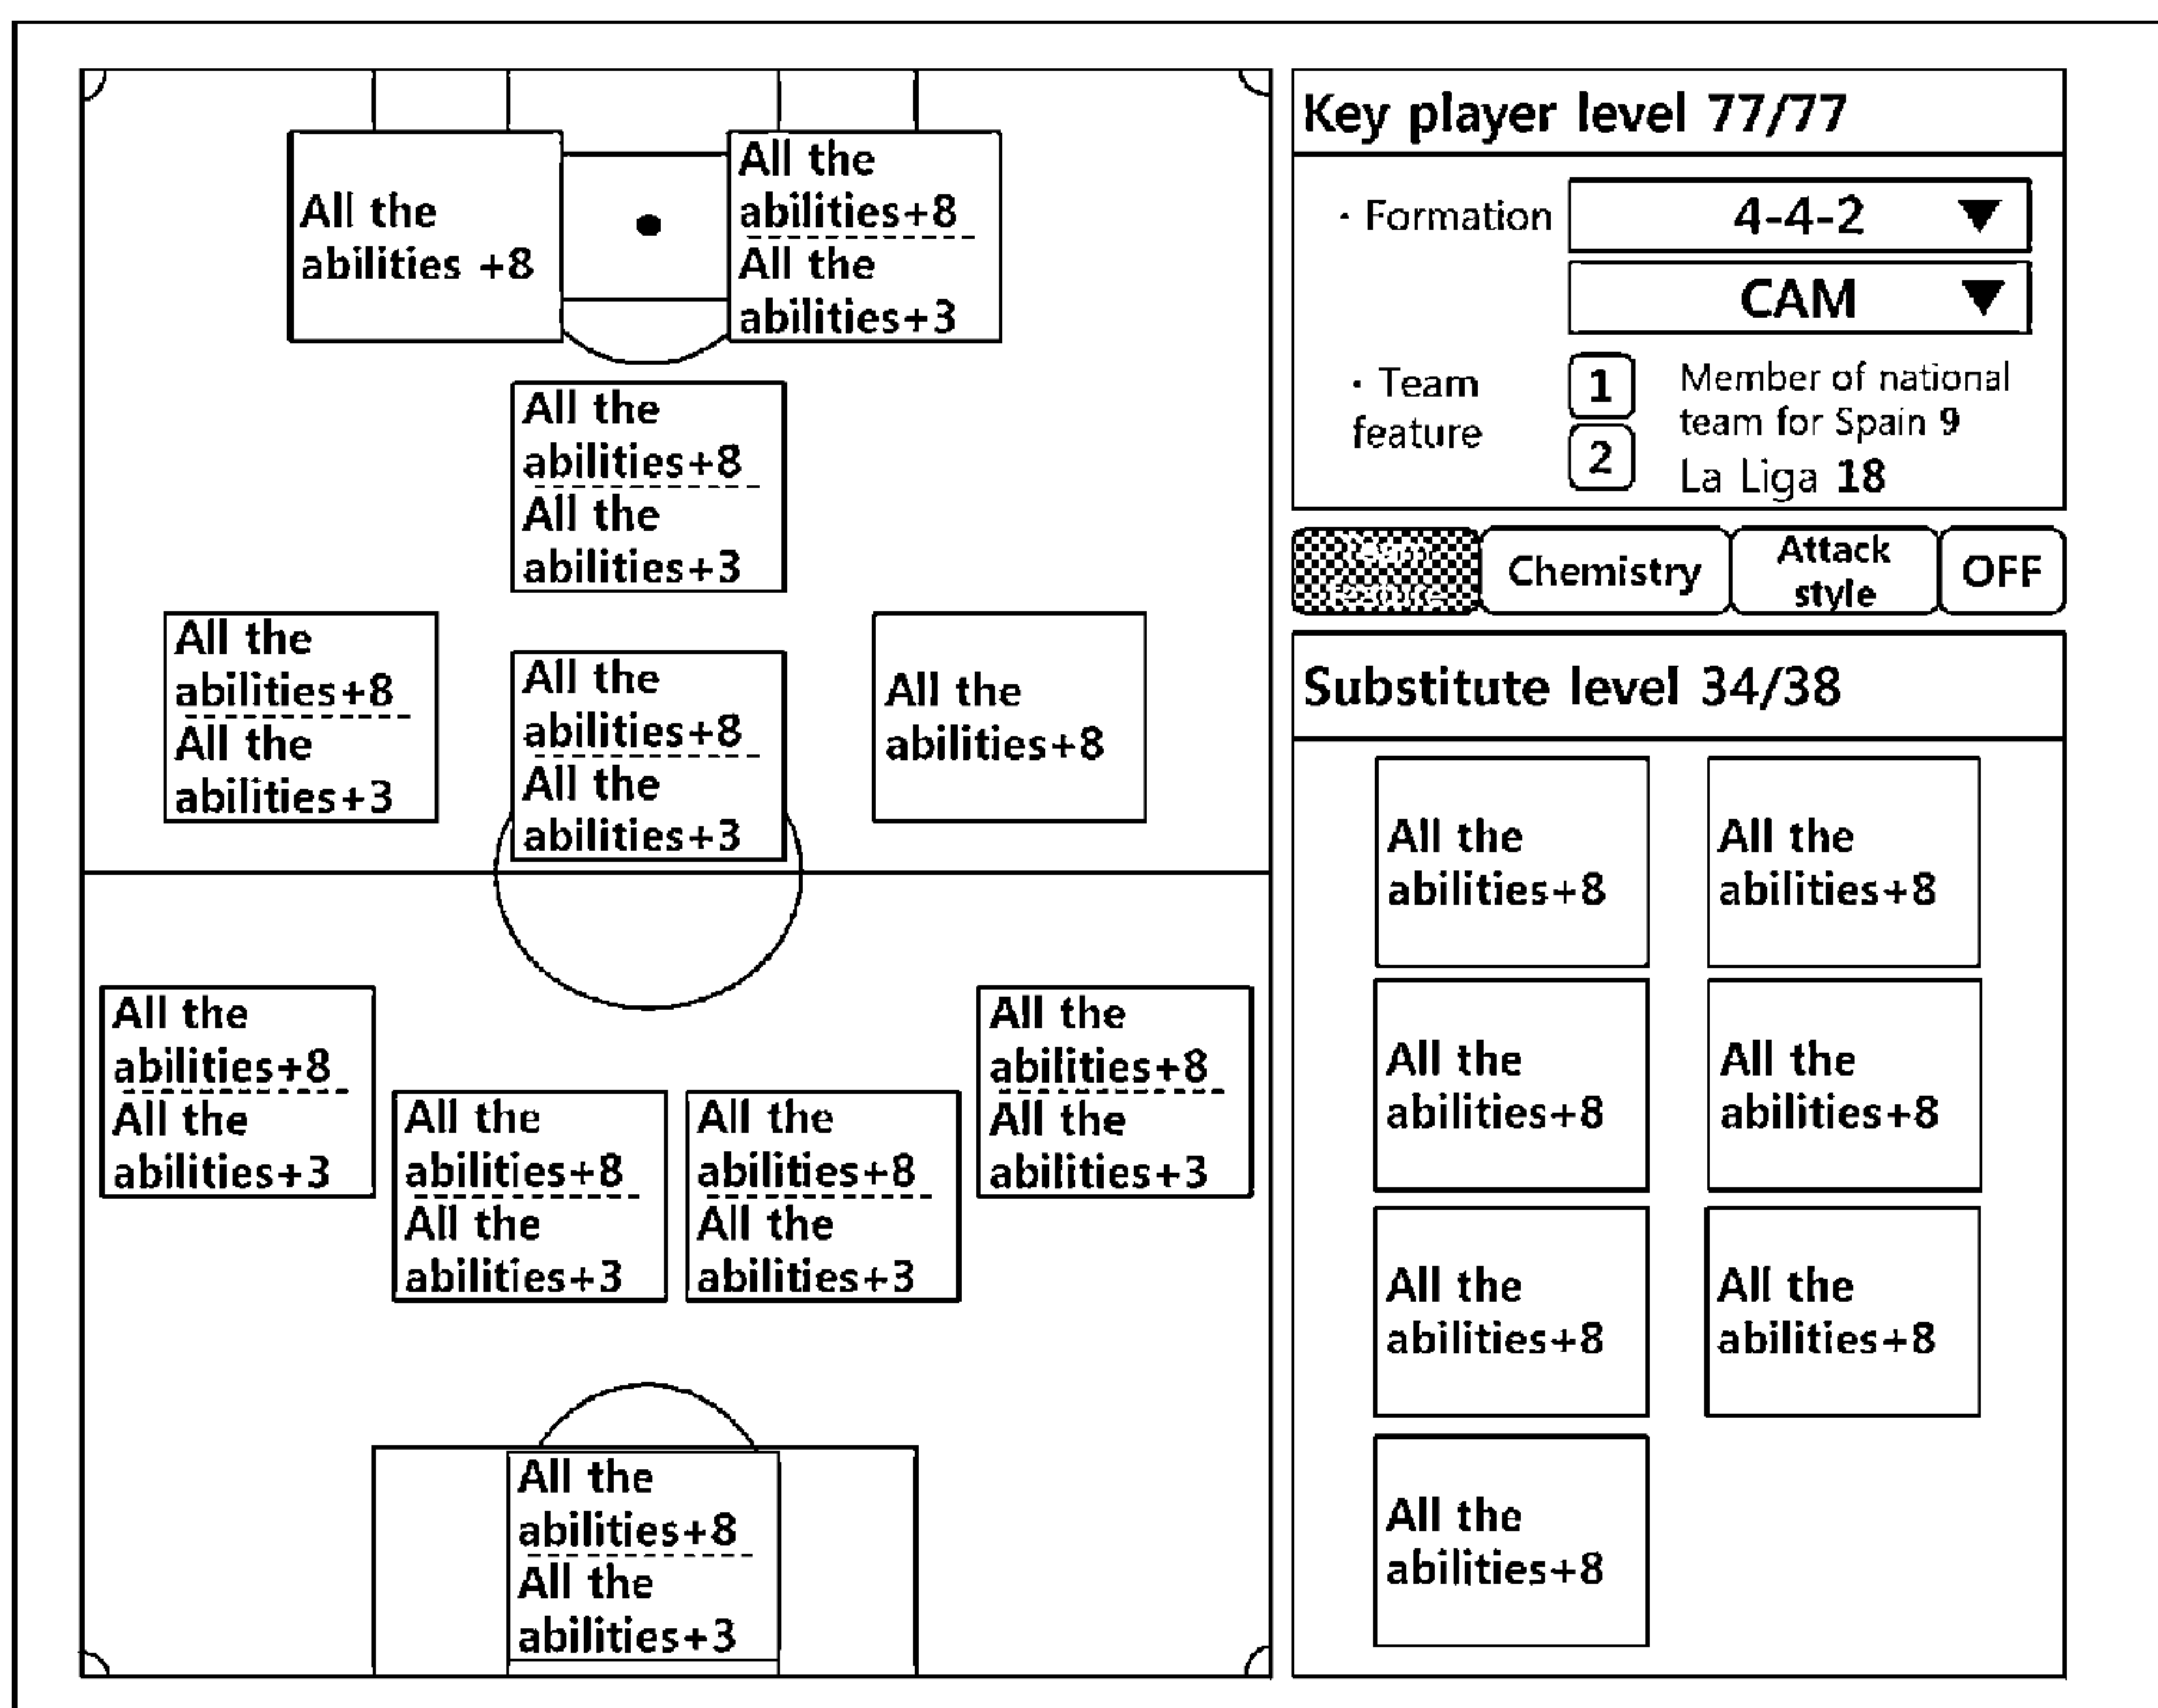 All the
abilities +8
All the
abilities+8
All the
abilities+3
All the
abilities+8
All the
abilities+3
All the
abilities+8
All the
abilities+3
All the
abilities+8
All the
abilities+3
All the
abilities+8
All the
abilities+8
All the
abilities+3
All the
abilities+8
All the
abilities+3
All the
abilities+8
All the
abilities+3
All the
abilities+8
All the
abilities+3
All the
abilities+8
All the
abilities+3
Key player level 77/77
· Formation
4-4-2
CAM
· Team
feature
1
2
Member of national
team for Spain 9
La Liga 18
Team
feature
Chemistry
Attack
style
OFF
Substitute level 34/38
All the
abilities+8
All the
abilities+8
All the
abilities+8
All the
abilities+8
All the
abilities+8
All the
abilities+8
All the
abilities+8